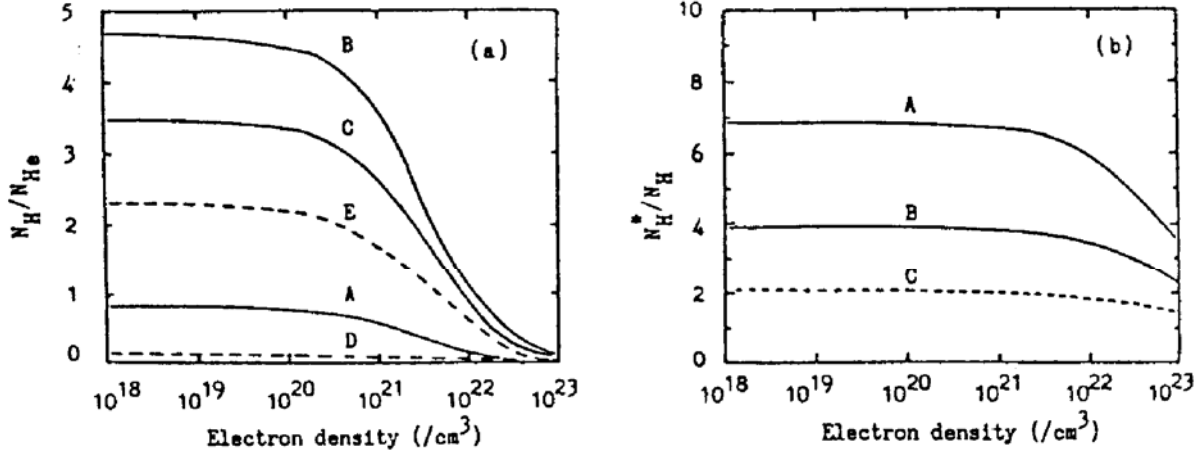 (a)
N_H/N_He
5
4
3
2
1
0
B
C
E
A
D
10^18 10^19 10^20 10^21 10^22 10^23
Electron density (/cm^3)
(b)
N_H^*/N_H
10
8
6
4
2
0
A
B
C
10^18 10^19 10^20 10^21 10^22 10^23
Electron density (/cm^3)